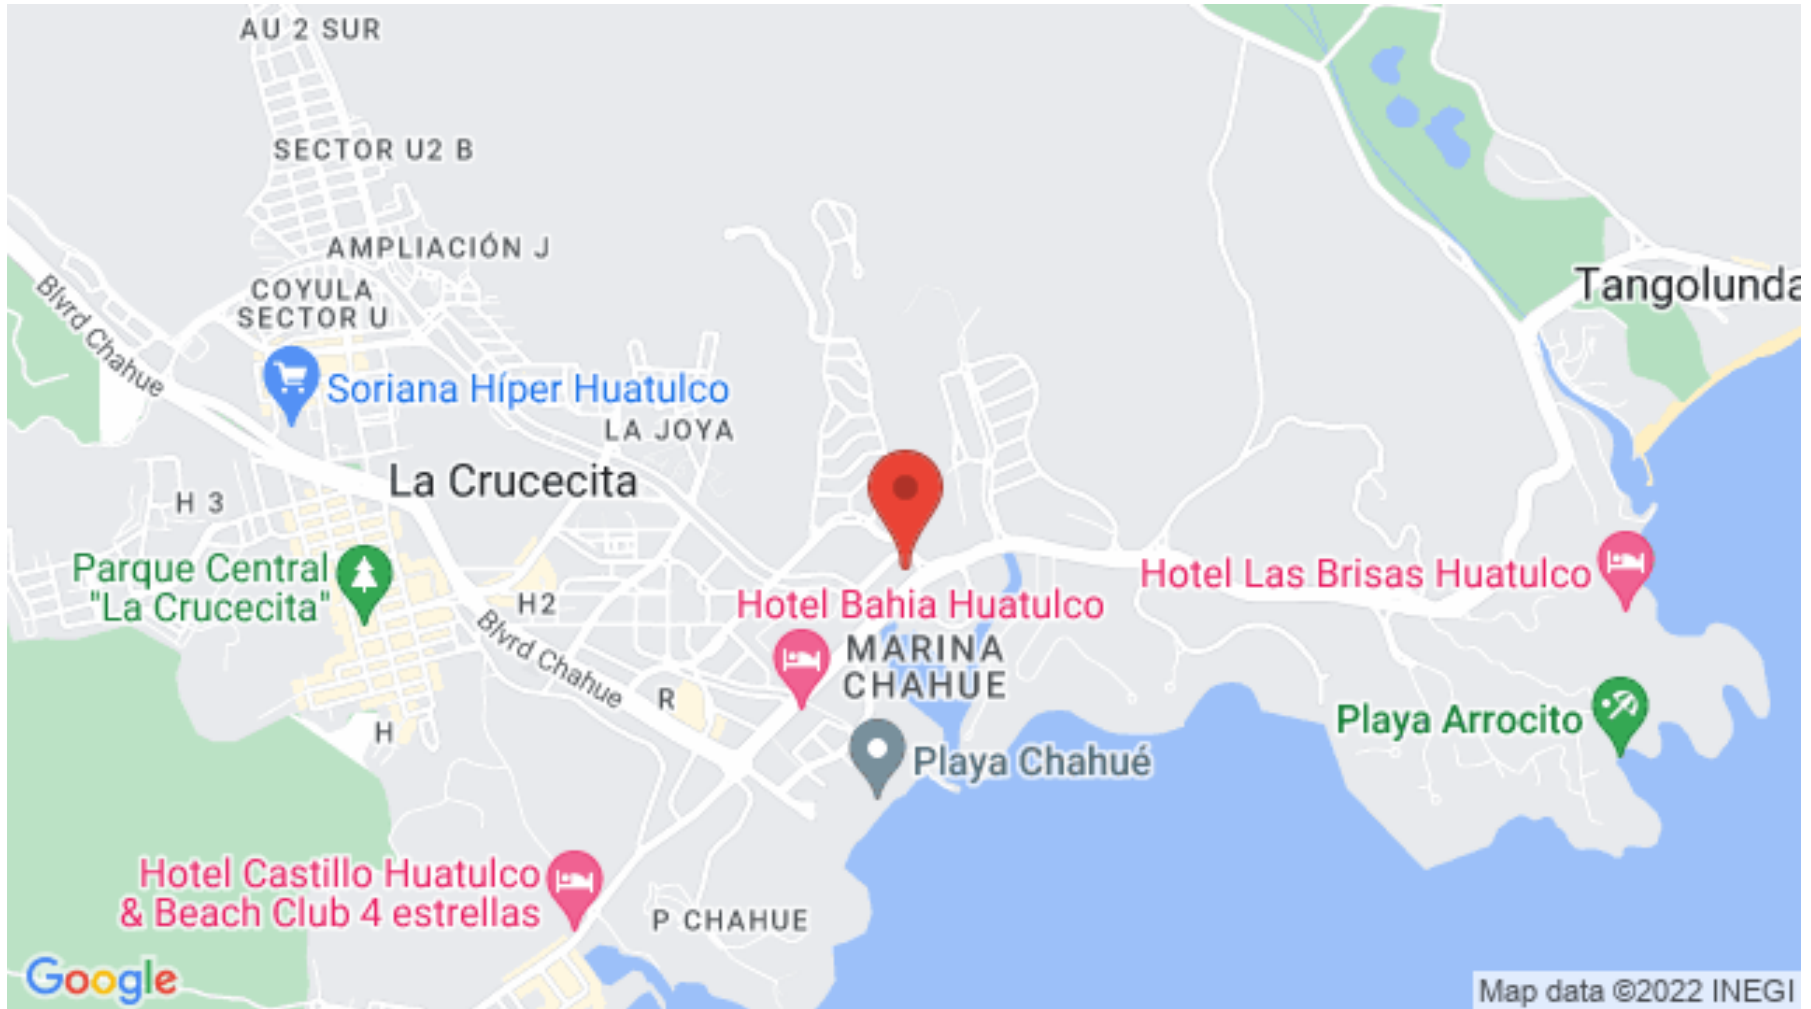 AU 2 SUR
SECTOR U2 B
AMPLIACIÓN J
COYULA
SECTOR U
Blvrd Chahue
Tangolunda
Soriana Híper Huatulco
LA JOYA
La Crucecita
H 3
Parque Central
"La Crucecita"
H2
Hotel Las Brisas Huatulco
Hotel Bahia Huatulco
Blvrd Chahue
MARINA
CHAHUE
R
H
Playa Arrocito
Playa Chahué
Hotel Castillo Huatulco
& Beach Club 4 estrellas
P CHAHUE
Google
Map data ©2022 INEGI